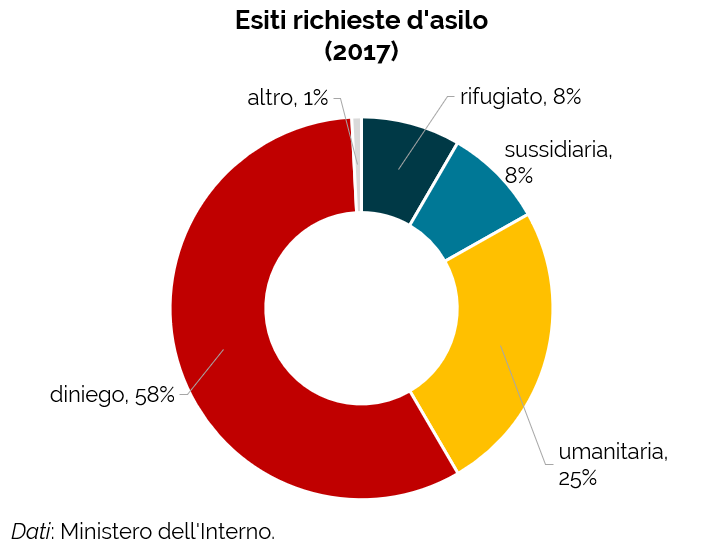 Esiti richieste d'asilo
(2017)
altro, 1%
rifugiato, 8%
sussidiaria,
8%
diniego, 58%
umanitaria,
25%
Dati: Ministero dell'Interno.